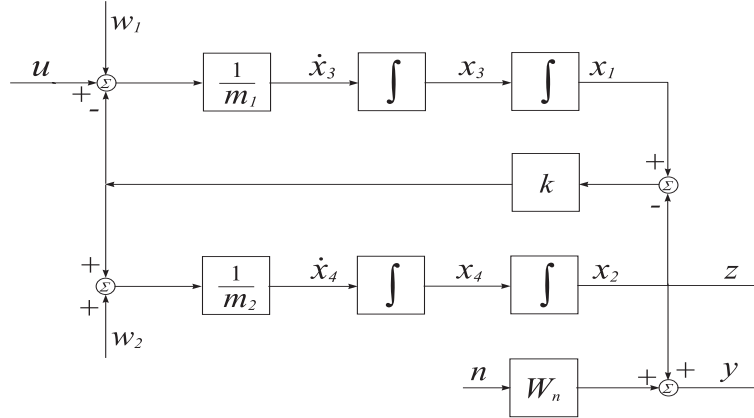 w₁
u Σ + - 1/m₁ ẋ₃ ∫ x₃ ∫ x₁
+
k Σ
-
+ Σ + 1/m₂ ẋ₄ ∫ x₄ ∫ x₂ z
w₂
n Wₙ + Σ + y